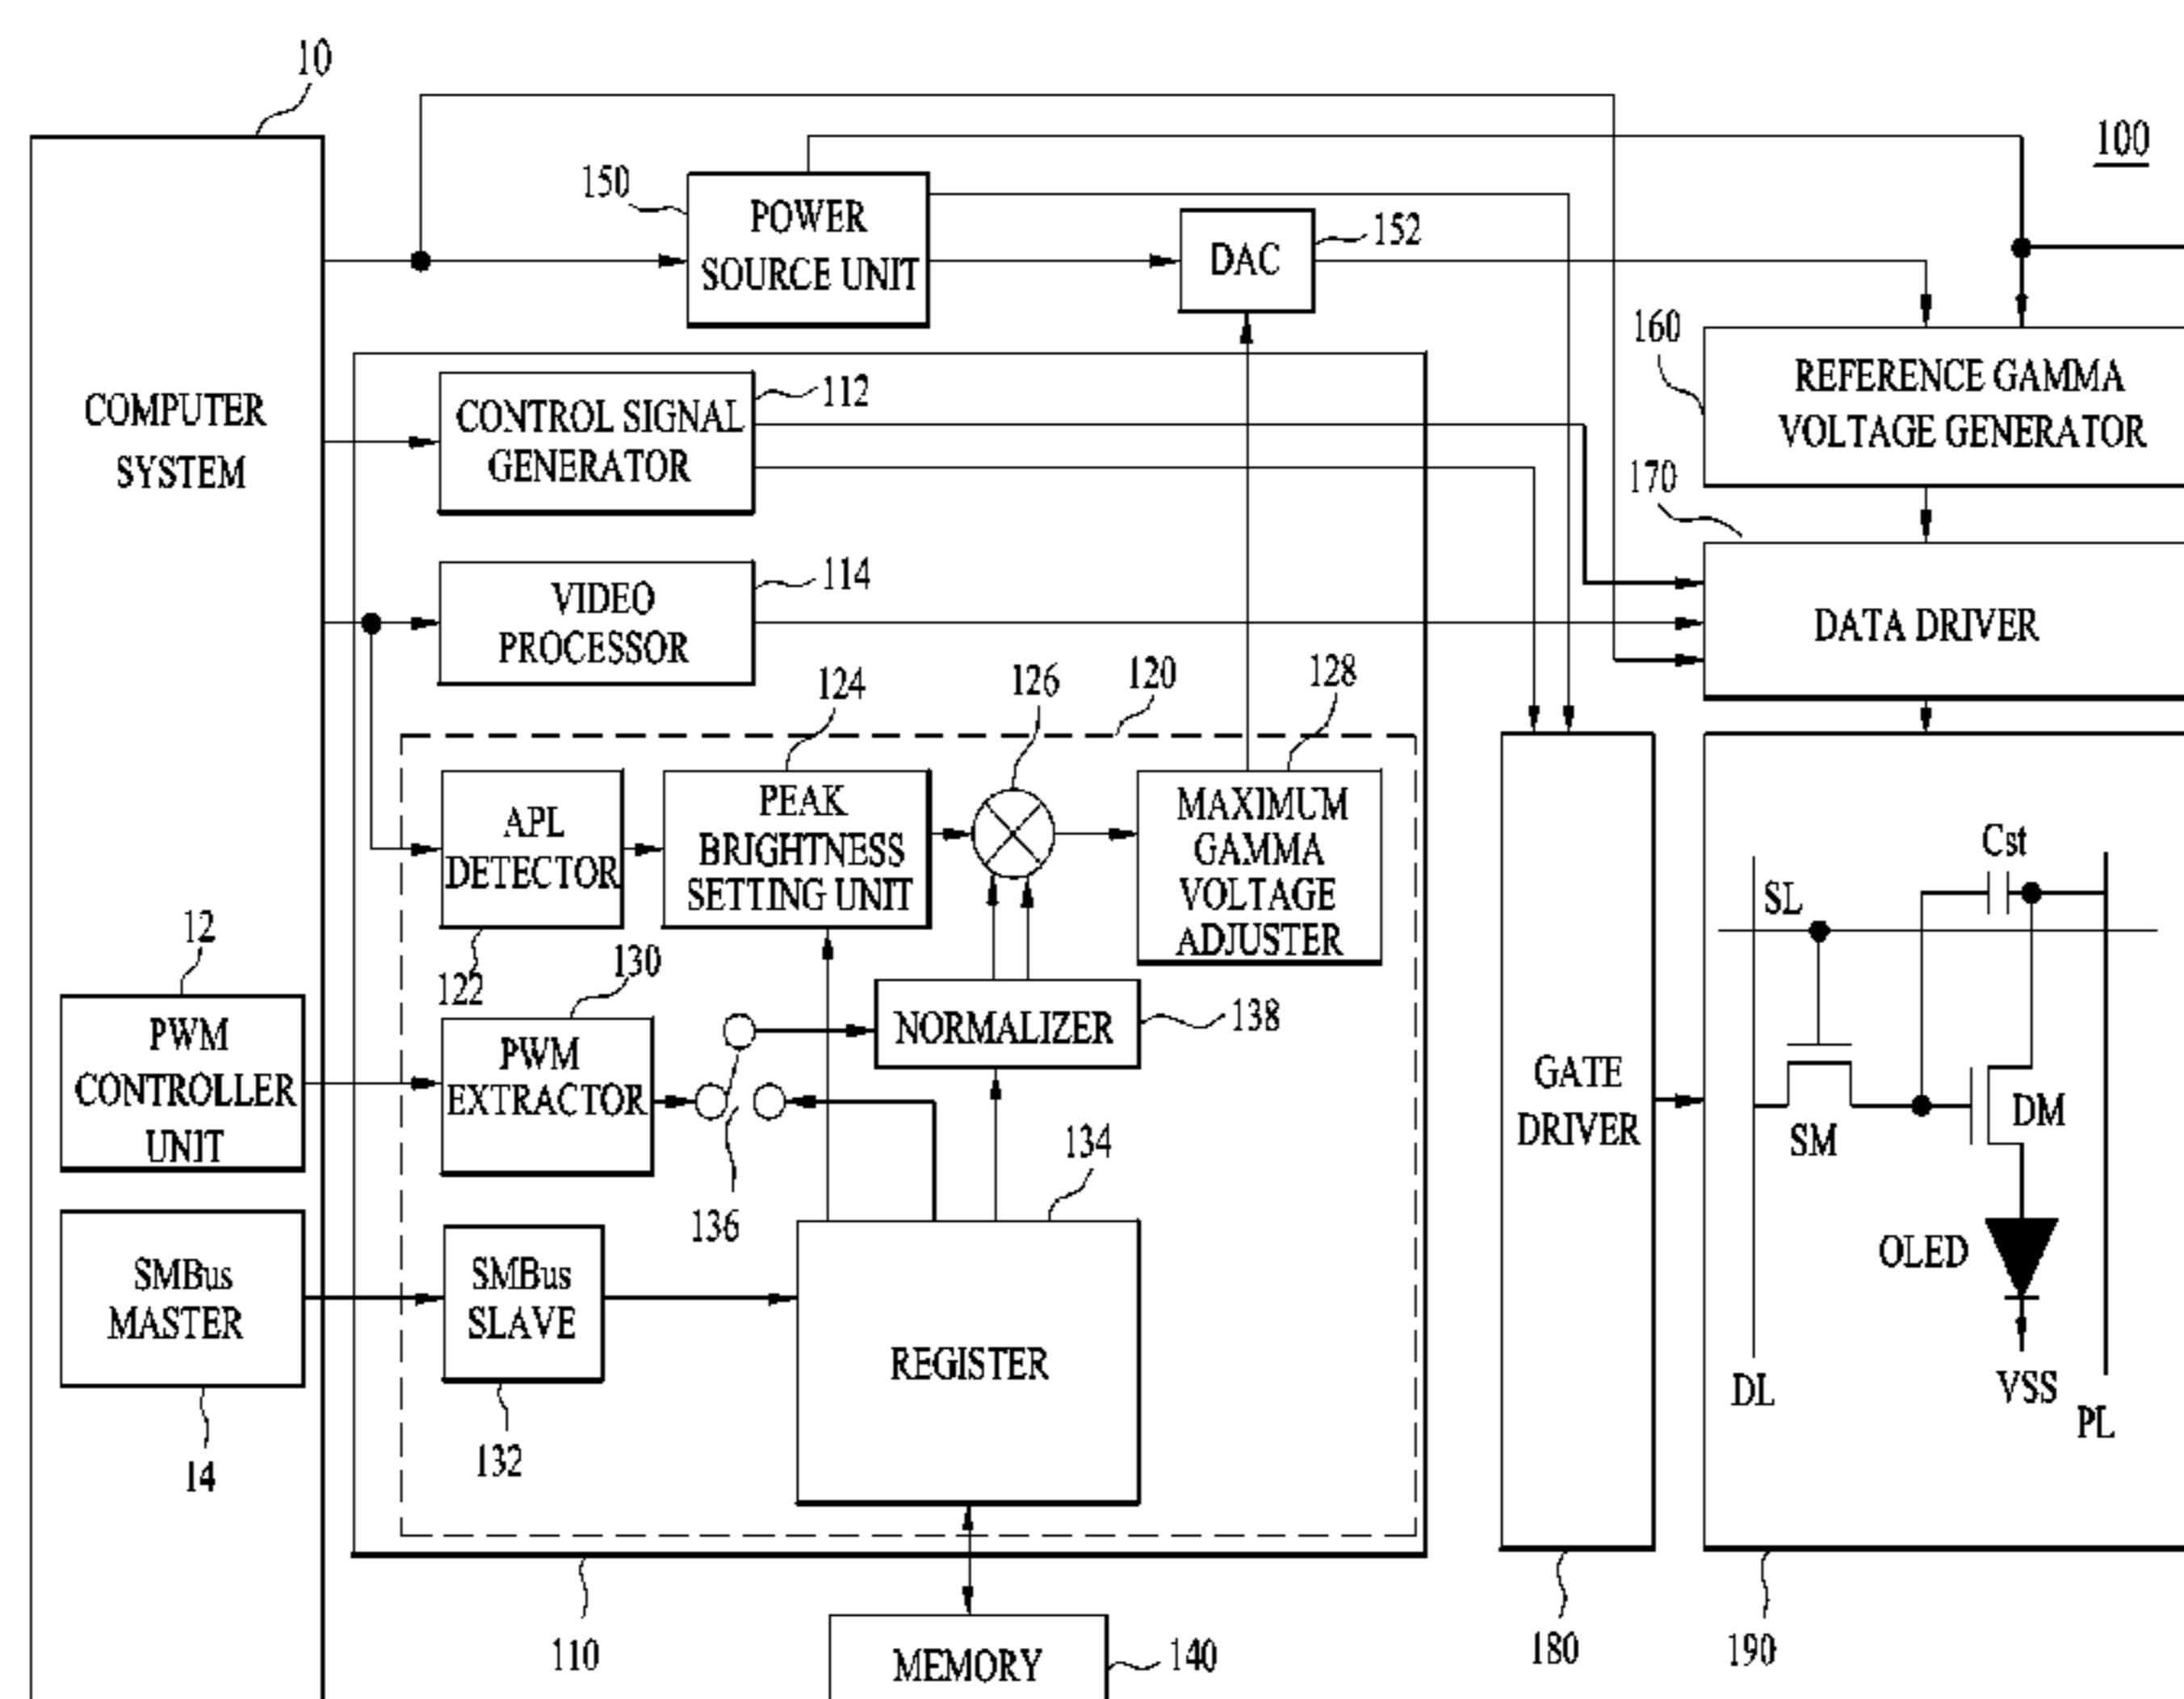 10
100
150
POWER
SOURCE UNIT
DAC
152
160
REFERENCE GAMMA
VOLTAGE GENERATOR
COMPUTER
SYSTEM
CONTROL SIGNAL
GENERATOR
112
170
VIDEO
PROCESSOR
114
DATA DRIVER
124
126
120
128
APL
DETECTOR
122
PEAK
BRIGHTNESS
SETTING UNIT
MAXIMUM
GAMMA
VOLTAGE
ADJUSTER
Cst
SL
12
PWM
CONTROLLER
UNIT
130
PWM
EXTRACTOR
NORMALIZER
138
136
134
GATE
DRIVER
SM
DM
OLED
VSS
DL
PL
SMBus
MASTER
14
SMBus
SLAVE
132
REGISTER
110
MEMORY
140
180
190